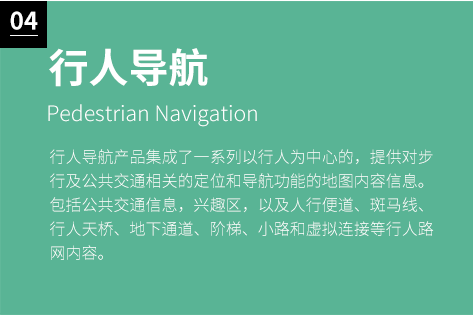 04
行人导航
Pedestrian Navigation
行人导航产品集成了一系列以行人为中心的，提供对步
行及公共交通相关的定位和导航功能的地图内容信息。
包括公共交通信息，兴趣区，以及人行便道、斑马线、
行人天桥、地下通道、阶梯、小路和虚拟连接等行人路
网内容。